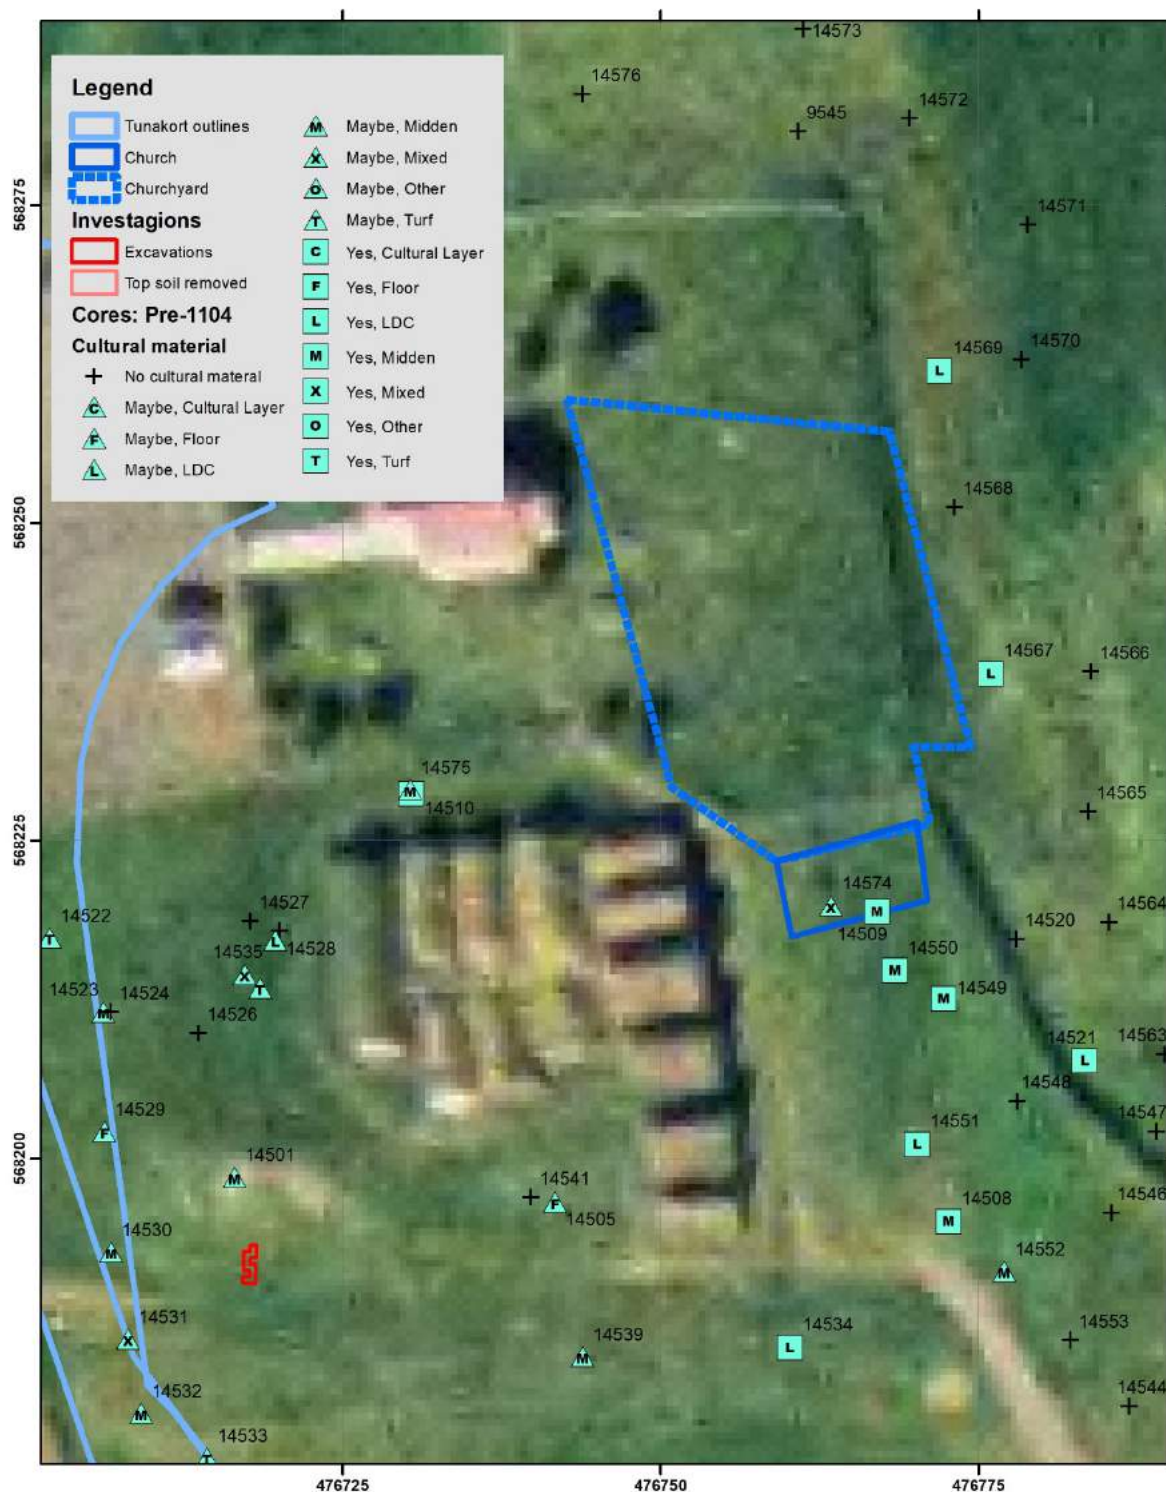 14573
14576
14572
9545
Legend
Tunakort outlines
Church
Churchyard
Investagions
Excavations
Top soil removed
Cores: Pre-1104
Cultural material
No cultural materal
C Maybe, Cultural Layer
F Maybe, Floor
L Maybe, LDC
M Maybe, Midden
X Maybe, Mixed
O Maybe, Other
T Maybe, Turf
C Yes, Cultural Layer
F Yes, Floor
L Yes, LDC
M Yes, Midden
X Yes, Mixed
O Yes, Other
T Yes, Turf
568275
14571
14569
14570
L
14568
568250
14567
14566
L
14575
M
14510
14565
568225
14574
X
M
14509
14527
14522
T
14528
L
14520
14564
14535
X
T
14550
M
14549
M
14523
M
14524
14526
14521
L
14563
14548
14547
14529
F
14551
L
568200
14501
M
14541
F
14505
14508
M
14546
14530
M
14552
M
14531
X
14539
M
14534
L
14553
14532
M
14544
14533
T
476725
476750
476775